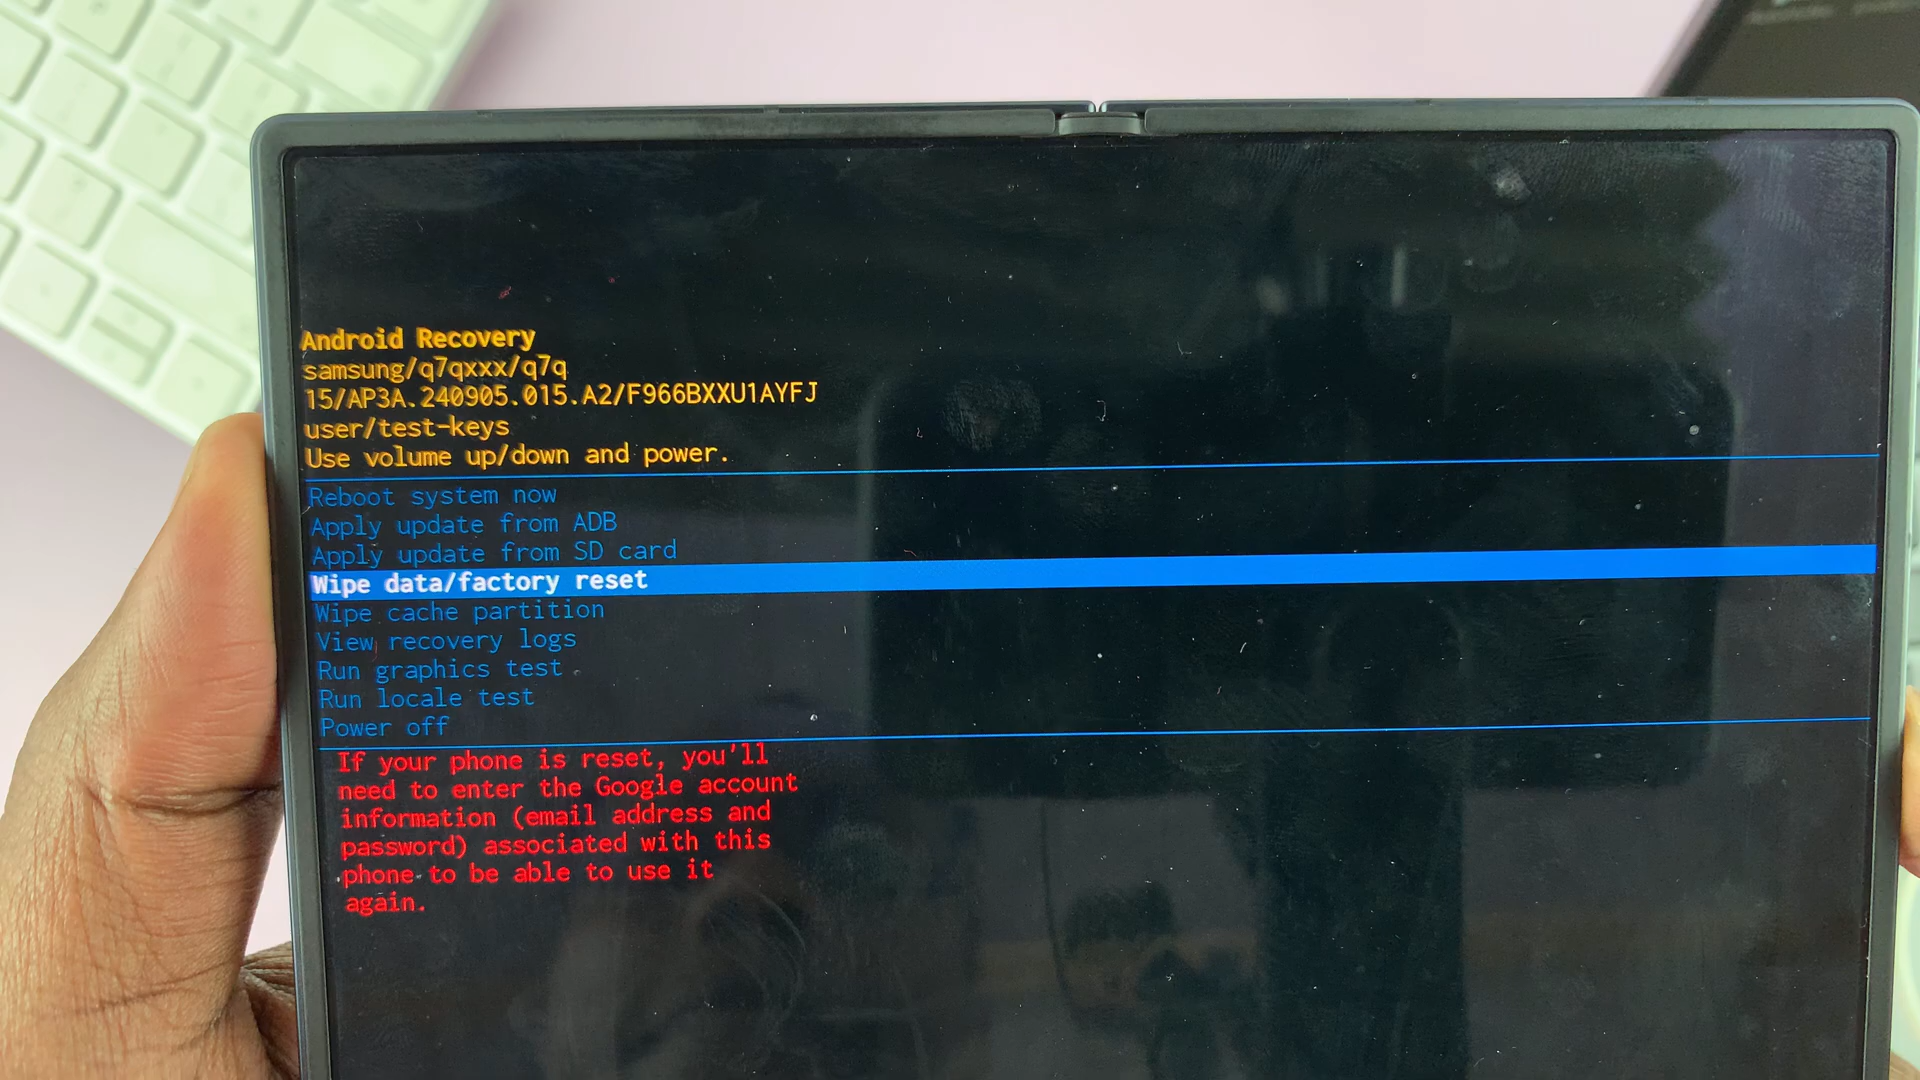 Android Recovery
samsung/q7qxxx/q7q
15/AP3A.240905.015.A2/F966BXXU1AYFJ
user/test-keys
Use volume up/down and power.
Reboot system now
Apply update from ADB
Apply update from SD card
Wipe data/factory reset
Wipe cache partition
View recovery logs
Run graphics test
Run locale test
Power off
If your phone is reset, you'll
need to enter the Google account
information (email address and
password) associated with this
phone to be able to use it
again.